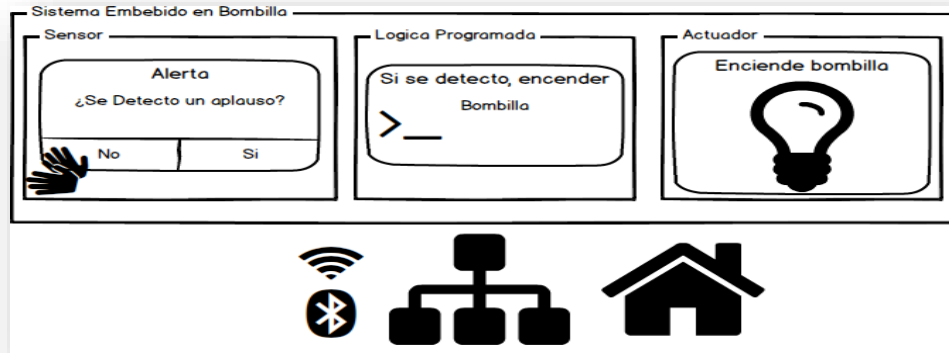 Sistema Embebido en Bombilla
Sensor
Alerta
¿Se Detecto un aplauso?
No
Si
Logica Programada
Si se detecto, encender
Bombilla
>__
Actuador
Enciende bombilla